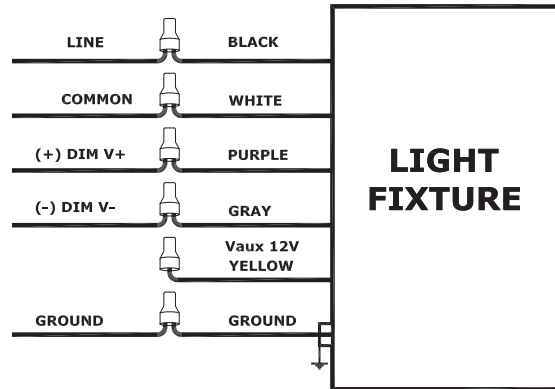 LINE BLACK
COMMON WHITE
(+) DIM V+ PURPLE
(-) DIM V- GRAY
Vaux 12V
YELLOW
GROUND GROUND
LIGHT
FIXTURE